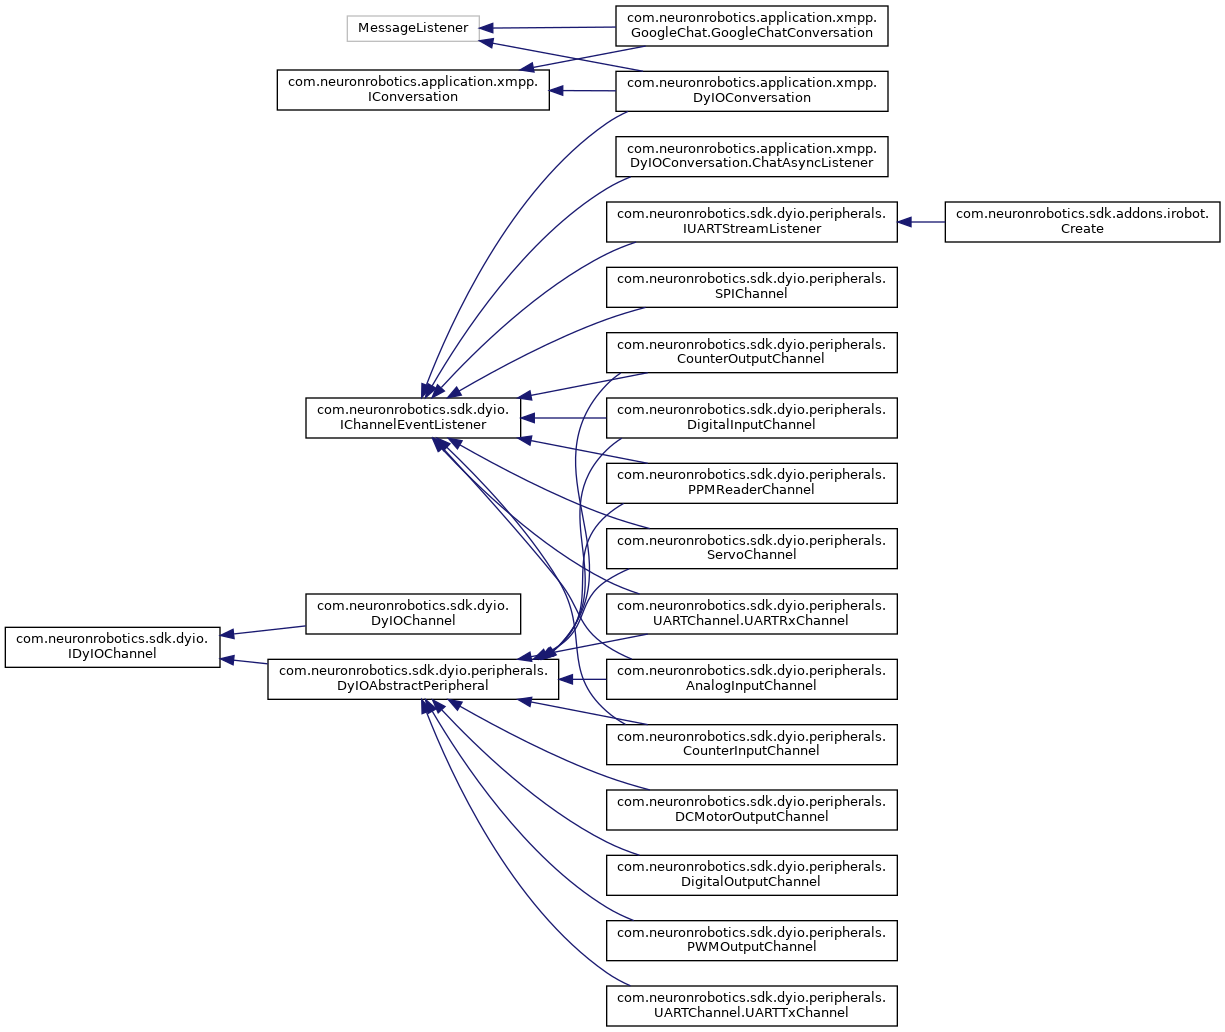 MessageListener
com.neuronrobotics.application.xmpp.
GoogleChat.GoogleChatConversation
com.neuronrobotics.application.xmpp.
IConversation
com.neuronrobotics.application.xmpp.
DyIOConversation
com.neuronrobotics.application.xmpp.
DyIOConversation.ChatAsyncListener
com.neuronrobotics.sdk.dyio.peripherals.
IUARTStreamListener
com.neuronrobotics.sdk.addons.irobot.
Create
com.neuronrobotics.sdk.dyio.peripherals.
SPIChannel
com.neuronrobotics.sdk.dyio.peripherals.
CounterOutputChannel
com.neuronrobotics.sdk.dyio.
IChannelEventListener
com.neuronrobotics.sdk.dyio.peripherals.
DigitalInputChannel
com.neuronrobotics.sdk.dyio.peripherals.
PPMReaderChannel
com.neuronrobotics.sdk.dyio.peripherals.
ServoChannel
com.neuronrobotics.sdk.dyio.
DyIOChannel
com.neuronrobotics.sdk.dyio.peripherals.
UARTChannel.UARTRxChannel
com.neuronrobotics.sdk.dyio.
IDyIOChannel
com.neuronrobotics.sdk.dyio.peripherals.
DyIOAbstractPeripheral
com.neuronrobotics.sdk.dyio.peripherals.
AnalogInputChannel
com.neuronrobotics.sdk.dyio.peripherals.
CounterInputChannel
com.neuronrobotics.sdk.dyio.peripherals.
DCMotorOutputChannel
com.neuronrobotics.sdk.dyio.peripherals.
DigitalOutputChannel
com.neuronrobotics.sdk.dyio.peripherals.
PWMOutputChannel
com.neuronrobotics.sdk.dyio.peripherals.
UARTChannel.UARTTxChannel